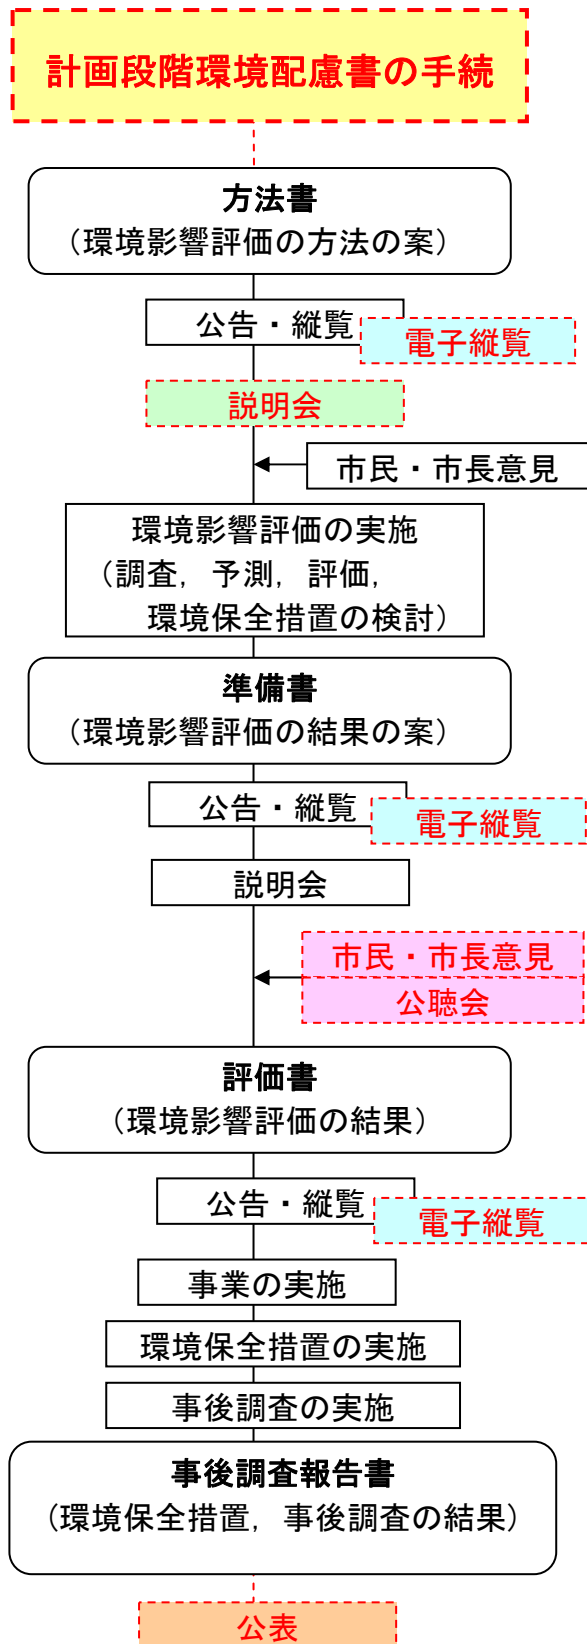 計画段階環境配慮書の手続
方法書
（環境影響評価の方法の案）
公告・縦覧
電子縦覧
説明会
市民・市長意見
環境影響評価の実施
（調査，予測，評価，
環境保全措置の検討）
準備書
（環境影響評価の結果の案）
公告・縦覧
電子縦覧
説明会
市民・市長意見
公聴会
評価書
（環境影響評価の結果）
公告・縦覧
電子縦覧
事業の実施
環境保全措置の実施
事後調査の実施
事後調査報告書
（環境保全措置，事後調査の結果）
公表